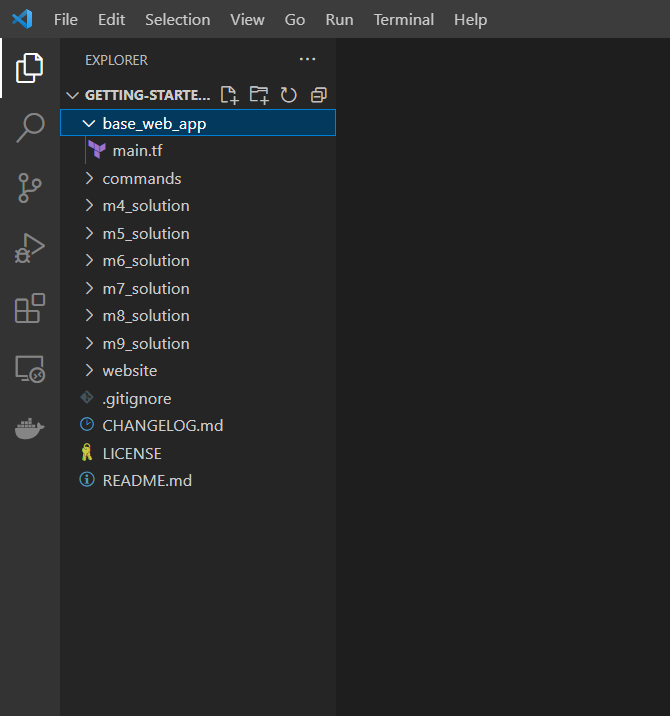 File Edit Selection View Go Run Terminal Help
EXPLORER
GETTING-STARTE...
base_web_app
main.tf
commands
m4_solution
m5_solution
m6_solution
m7_solution
m8_solution
m9_solution
website
.gitignore
CHANGELOG.md
LICENSE
README.md